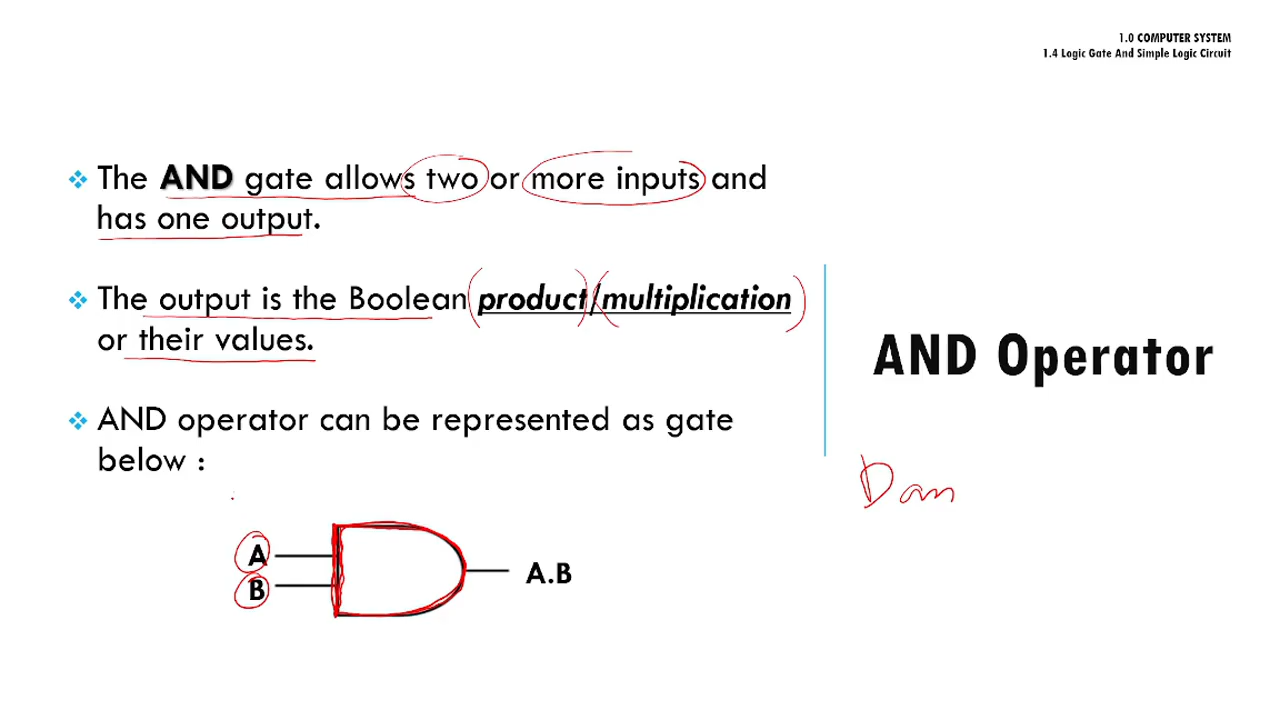 1.0 COMPUTER SYSTEM
1.4 Logic Gate And Simple Logic Circuit
The AND gate allows two or more inputs and
has one output.
The output is the Boolean product/multiplication
or their values.
AND operator can be represented as gate
below :
A
B
A.B
AND Operator
Dan